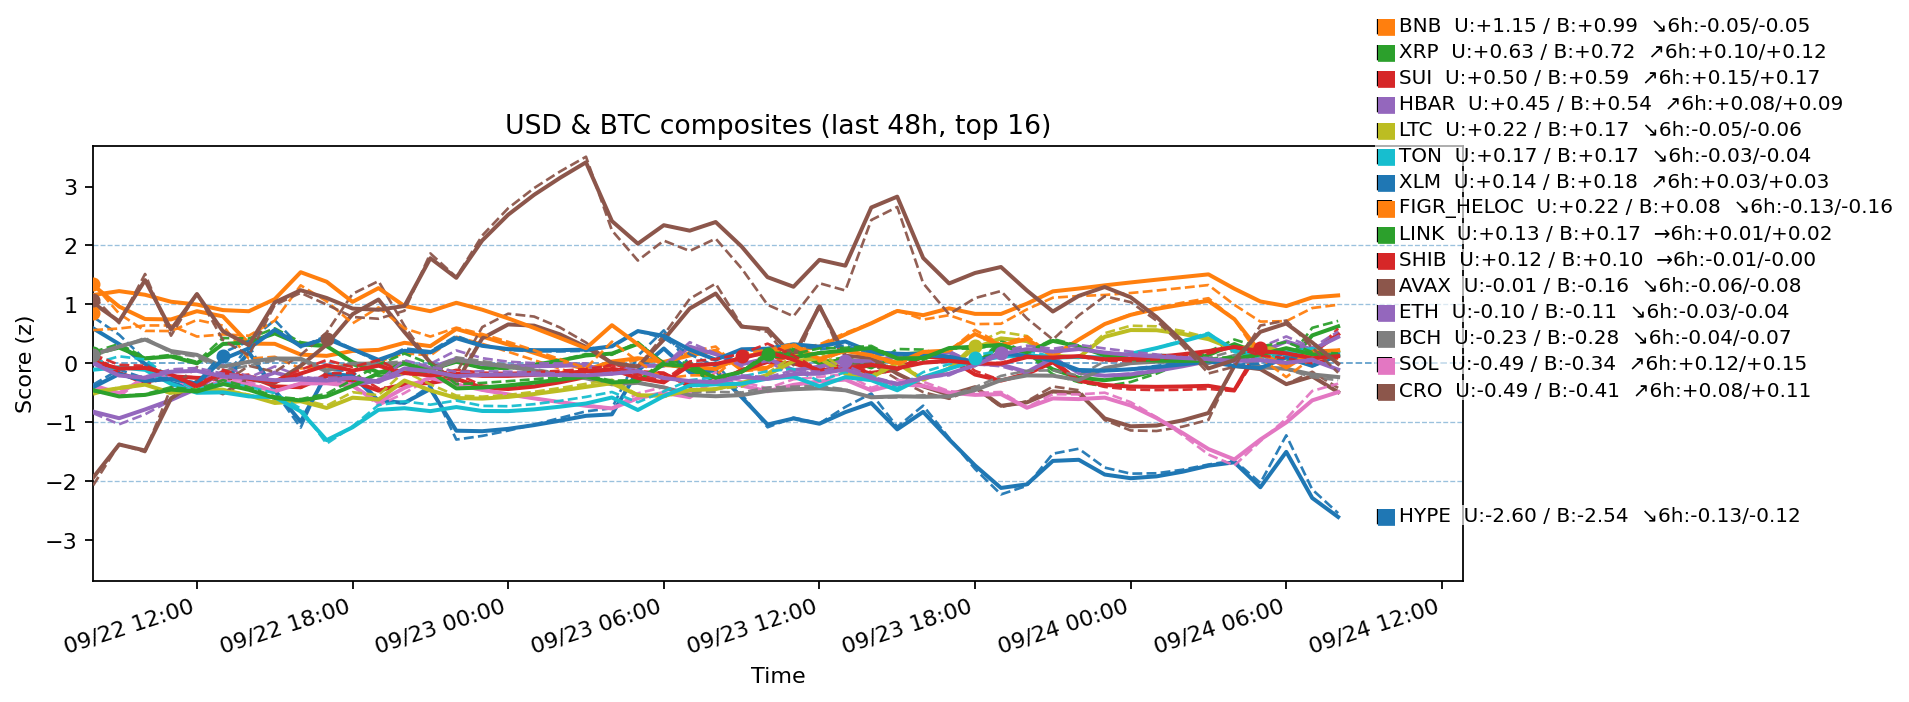 BNB  U:+1.15 / B:+0.99  ↘6h:-0.05/-0.05
XRP  U:+0.63 / B:+0.72  ↗6h:+0.10/+0.12
SUI  U:+0.50 / B:+0.59  ↗6h:+0.15/+0.17
HBAR  U:+0.45 / B:+0.54  ↗6h:+0.08/+0.09
USD & BTC composites (last 48h, top 16)
LTC  U:+0.22 / B:+0.17  ↘6h:-0.05/-0.06
TON  U:+0.17 / B:+0.17  ↘6h:-0.03/-0.04
XLM  U:+0.14 / B:+0.18  ↗6h:+0.03/+0.03
FIGR_HELOC  U:+0.22 / B:+0.08  ↘6h:-0.13/-0.16
LINK  U:+0.13 / B:+0.17  →6h:+0.01/+0.02
SHIB  U:+0.12 / B:+0.10  →6h:-0.01/-0.00
AVAX  U:-0.01 / B:-0.16  ↘6h:-0.06/-0.08
ETH  U:-0.10 / B:-0.11  ↘6h:-0.03/-0.04
BCH  U:-0.23 / B:-0.28  ↘6h:-0.04/-0.07
SOL  U:-0.49 / B:-0.34  ↗6h:+0.12/+0.15
CRO  U:-0.49 / B:-0.41  ↗6h:+0.08/+0.11
HYPE  U:-2.60 / B:-2.54  ↘6h:-0.13/-0.12
Score (z)
3
2
1
0
−1
−2
−3
09/22 12:00
09/22 18:00
09/23 00:00
09/23 06:00
09/23 12:00
09/23 18:00
09/24 00:00
09/24 06:00
09/24 12:00
Time